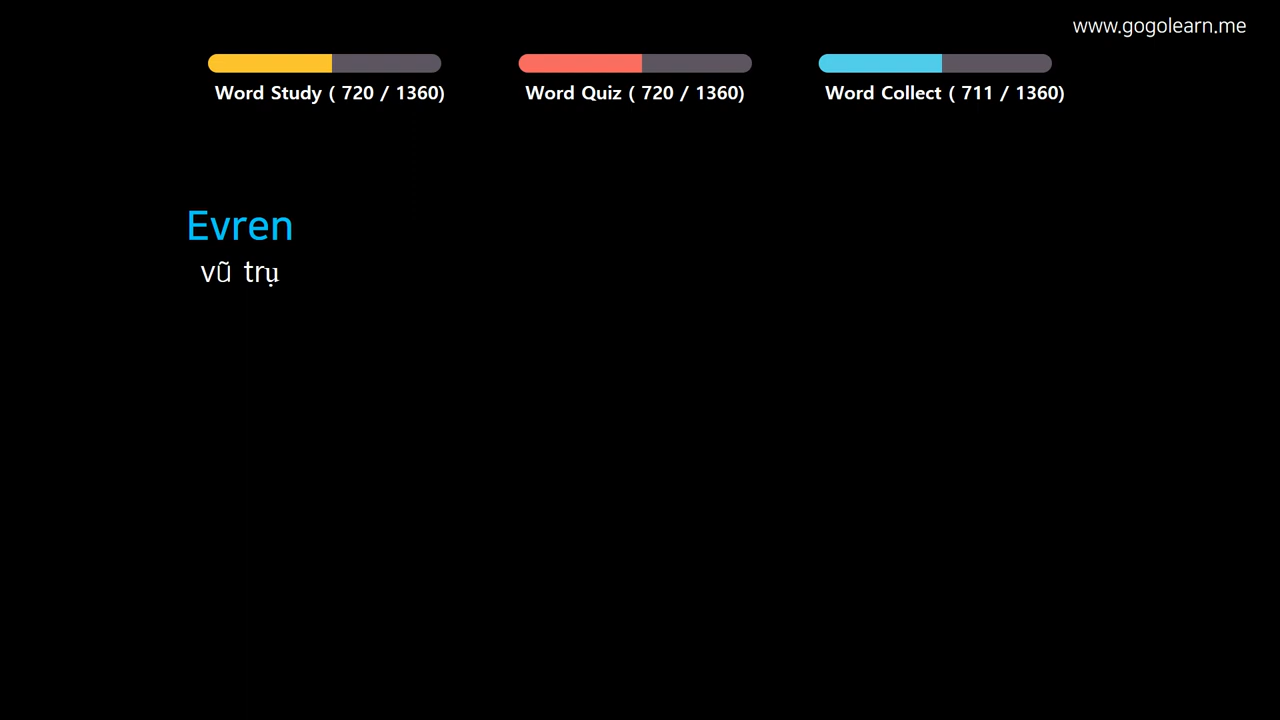 www.gogolearn.me
Word Study ( 720 / 1360)
Word Quiz ( 720 / 1360)
Word Collect ( 711 / 1360)
Evren
vũ trụ